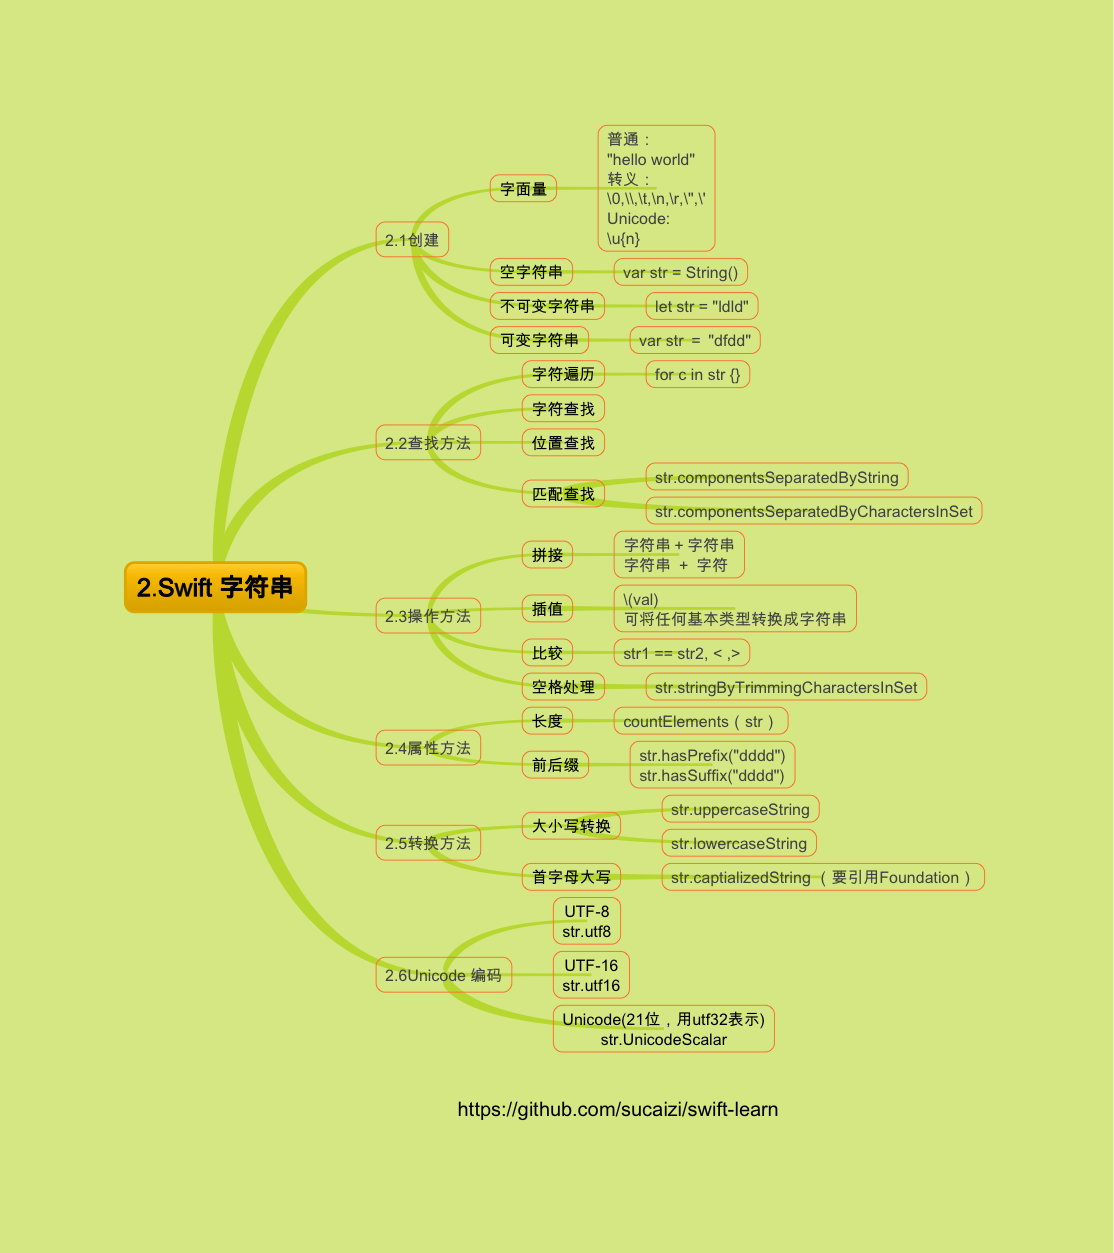 2.Swift 字符串
2.1创建
字面量
普通：
"hello world"
转义：
\0,\\,\t,\n,\r,\",\'
Unicode:
\u{n}
空字符串
var str = String()
不可变字符串
let str = "ldld"
可变字符串
var str  =  "dfdd"
2.2查找方法
字符遍历
for c in str {}
字符查找
位置查找
匹配查找
str.componentsSeparatedByString
str.componentsSeparatedByCharactersInSet
2.3操作方法
拼接
字符串 + 字符串
字符串  +  字符
插值
\(val)
可将任何基本类型转换成字符串
比较
str1 == str2, < ,>
空格处理
str.stringByTrimmingCharactersInSet
2.4属性方法
长度
countElements（str）
前后缀
str.hasPrefix("dddd")
str.hasSuffix("dddd")
2.5转换方法
大小写转换
str.uppercaseString
str.lowercaseString
首字母大写
str.captializedString （要引用Foundation）
2.6Unicode 编码
UTF-8
str.utf8
UTF-16
str.utf16
Unicode(21位，用utf32表示)
str.UnicodeScalar
https://github.com/sucaizi/swift-learn